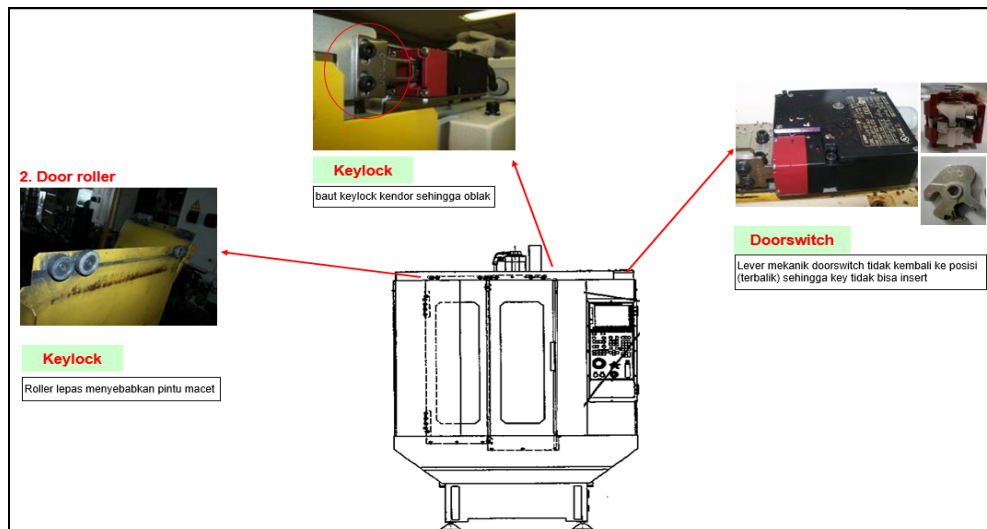 Keylock
baut keylock kendor sehingga oblak
2. Door roller
Keylock
Roller lepas menyebabkan pintu macet
Doorswitch
Lever mekanik doorswitch tidak kembali ke posisi
(terbalik) sehingga key tidak bisa insert